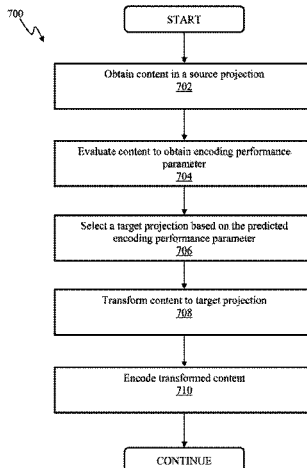 700
START
Obtain content in a source projection
702
Evaluate content to obtain encoding performance
parameter
704
Select a target projection based on the predicted
encoding performance parameter
706
Transform content to target projection
708
Encode transformed content
710
CONTINUE